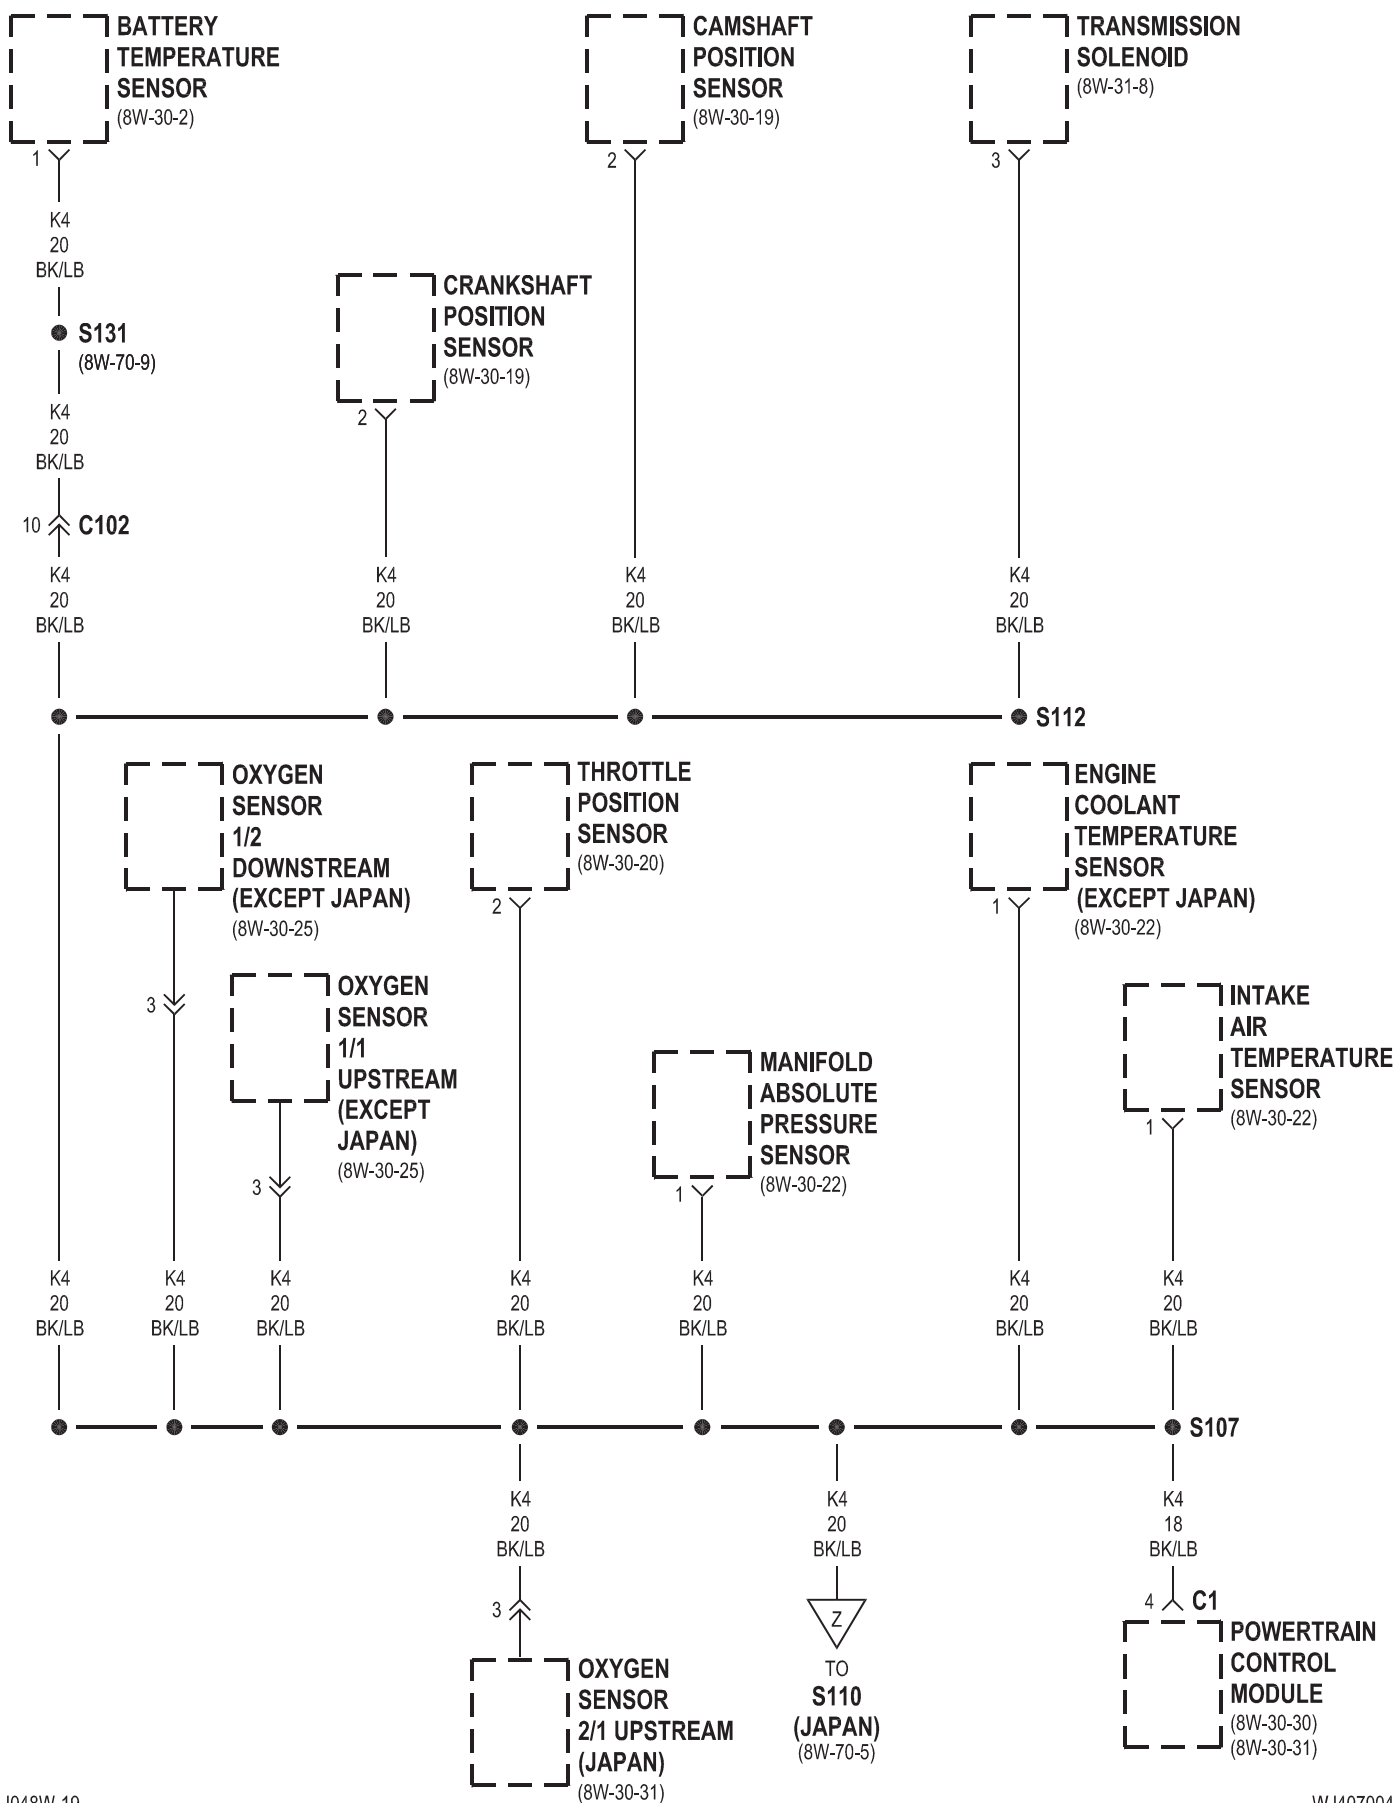 BATTERY
TEMPERATURE
SENSOR
(8W-30-2)
1
K4
20
BK/LB
S131
(8W-70-9)
K4
20
BK/LB
10
C102
K4
20
BK/LB
CRANKSHAFT
POSITION
SENSOR
(8W-30-19)
2
K4
20
BK/LB
CAMSHAFT
POSITION
SENSOR
(8W-30-19)
2
K4
20
BK/LB
TRANSMISSION
SOLENOID
(8W-31-8)
3
K4
20
BK/LB
S112
OXYGEN
SENSOR
1/2
DOWNSTREAM
(EXCEPT JAPAN)
(8W-30-25)
3
OXYGEN
SENSOR
1/1
UPSTREAM
(EXCEPT
JAPAN)
(8W-30-25)
3
THROTTLE
POSITION
SENSOR
(8W-30-20)
2
MANIFOLD
ABSOLUTE
PRESSURE
SENSOR
(8W-30-22)
1
ENGINE
COOLANT
TEMPERATURE
SENSOR
(EXCEPT JAPAN)
(8W-30-22)
1
INTAKE
AIR
TEMPERATURE
SENSOR
(8W-30-22)
1
K4
20
BK/LB
K4
20
BK/LB
K4
20
BK/LB
K4
20
BK/LB
K4
20
BK/LB
K4
20
BK/LB
K4
20
BK/LB
S107
K4
20
BK/LB
3
OXYGEN
SENSOR
2/1 UPSTREAM
(JAPAN)
(8W-30-31)
K4
20
BK/LB
Z
TO
S110
(JAPAN)
(8W-70-5)
K4
18
BK/LB
4
C1
POWERTRAIN
CONTROL
MODULE
(8W-30-30)
(8W-30-31)